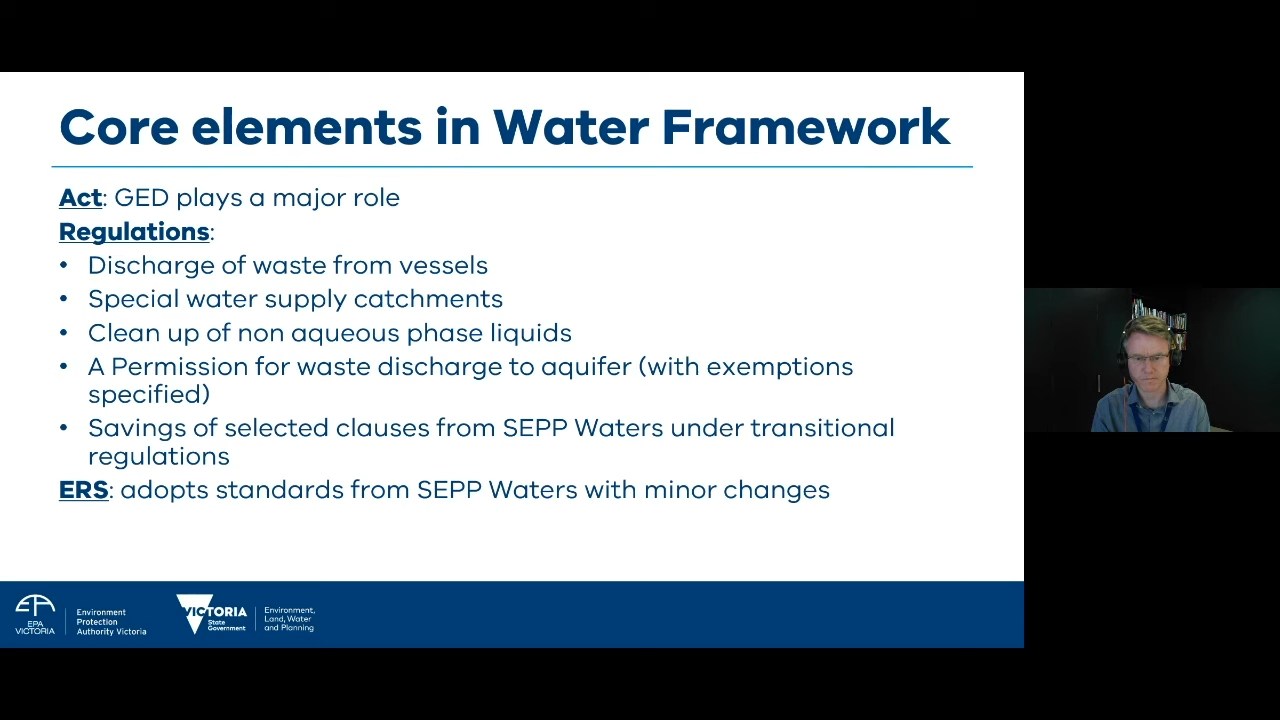 Core elements in Water Framework
Act: GED plays a major role
Regulations:
• Discharge of waste from vessels
• Special water supply catchments
• Clean up of non aqueous phase liquids
• A Permission for waste discharge to aquifer (with exemptions
specified)
• Savings of selected clauses from SEPP Waters under transitional
regulations
ERS: adopts standards from SEPP Waters with minor changes
EPA
VICTORIA
Environment
Protection
Authority Victoria
VICTORIA
State
Government
Environment,
Land, Water
and Planning